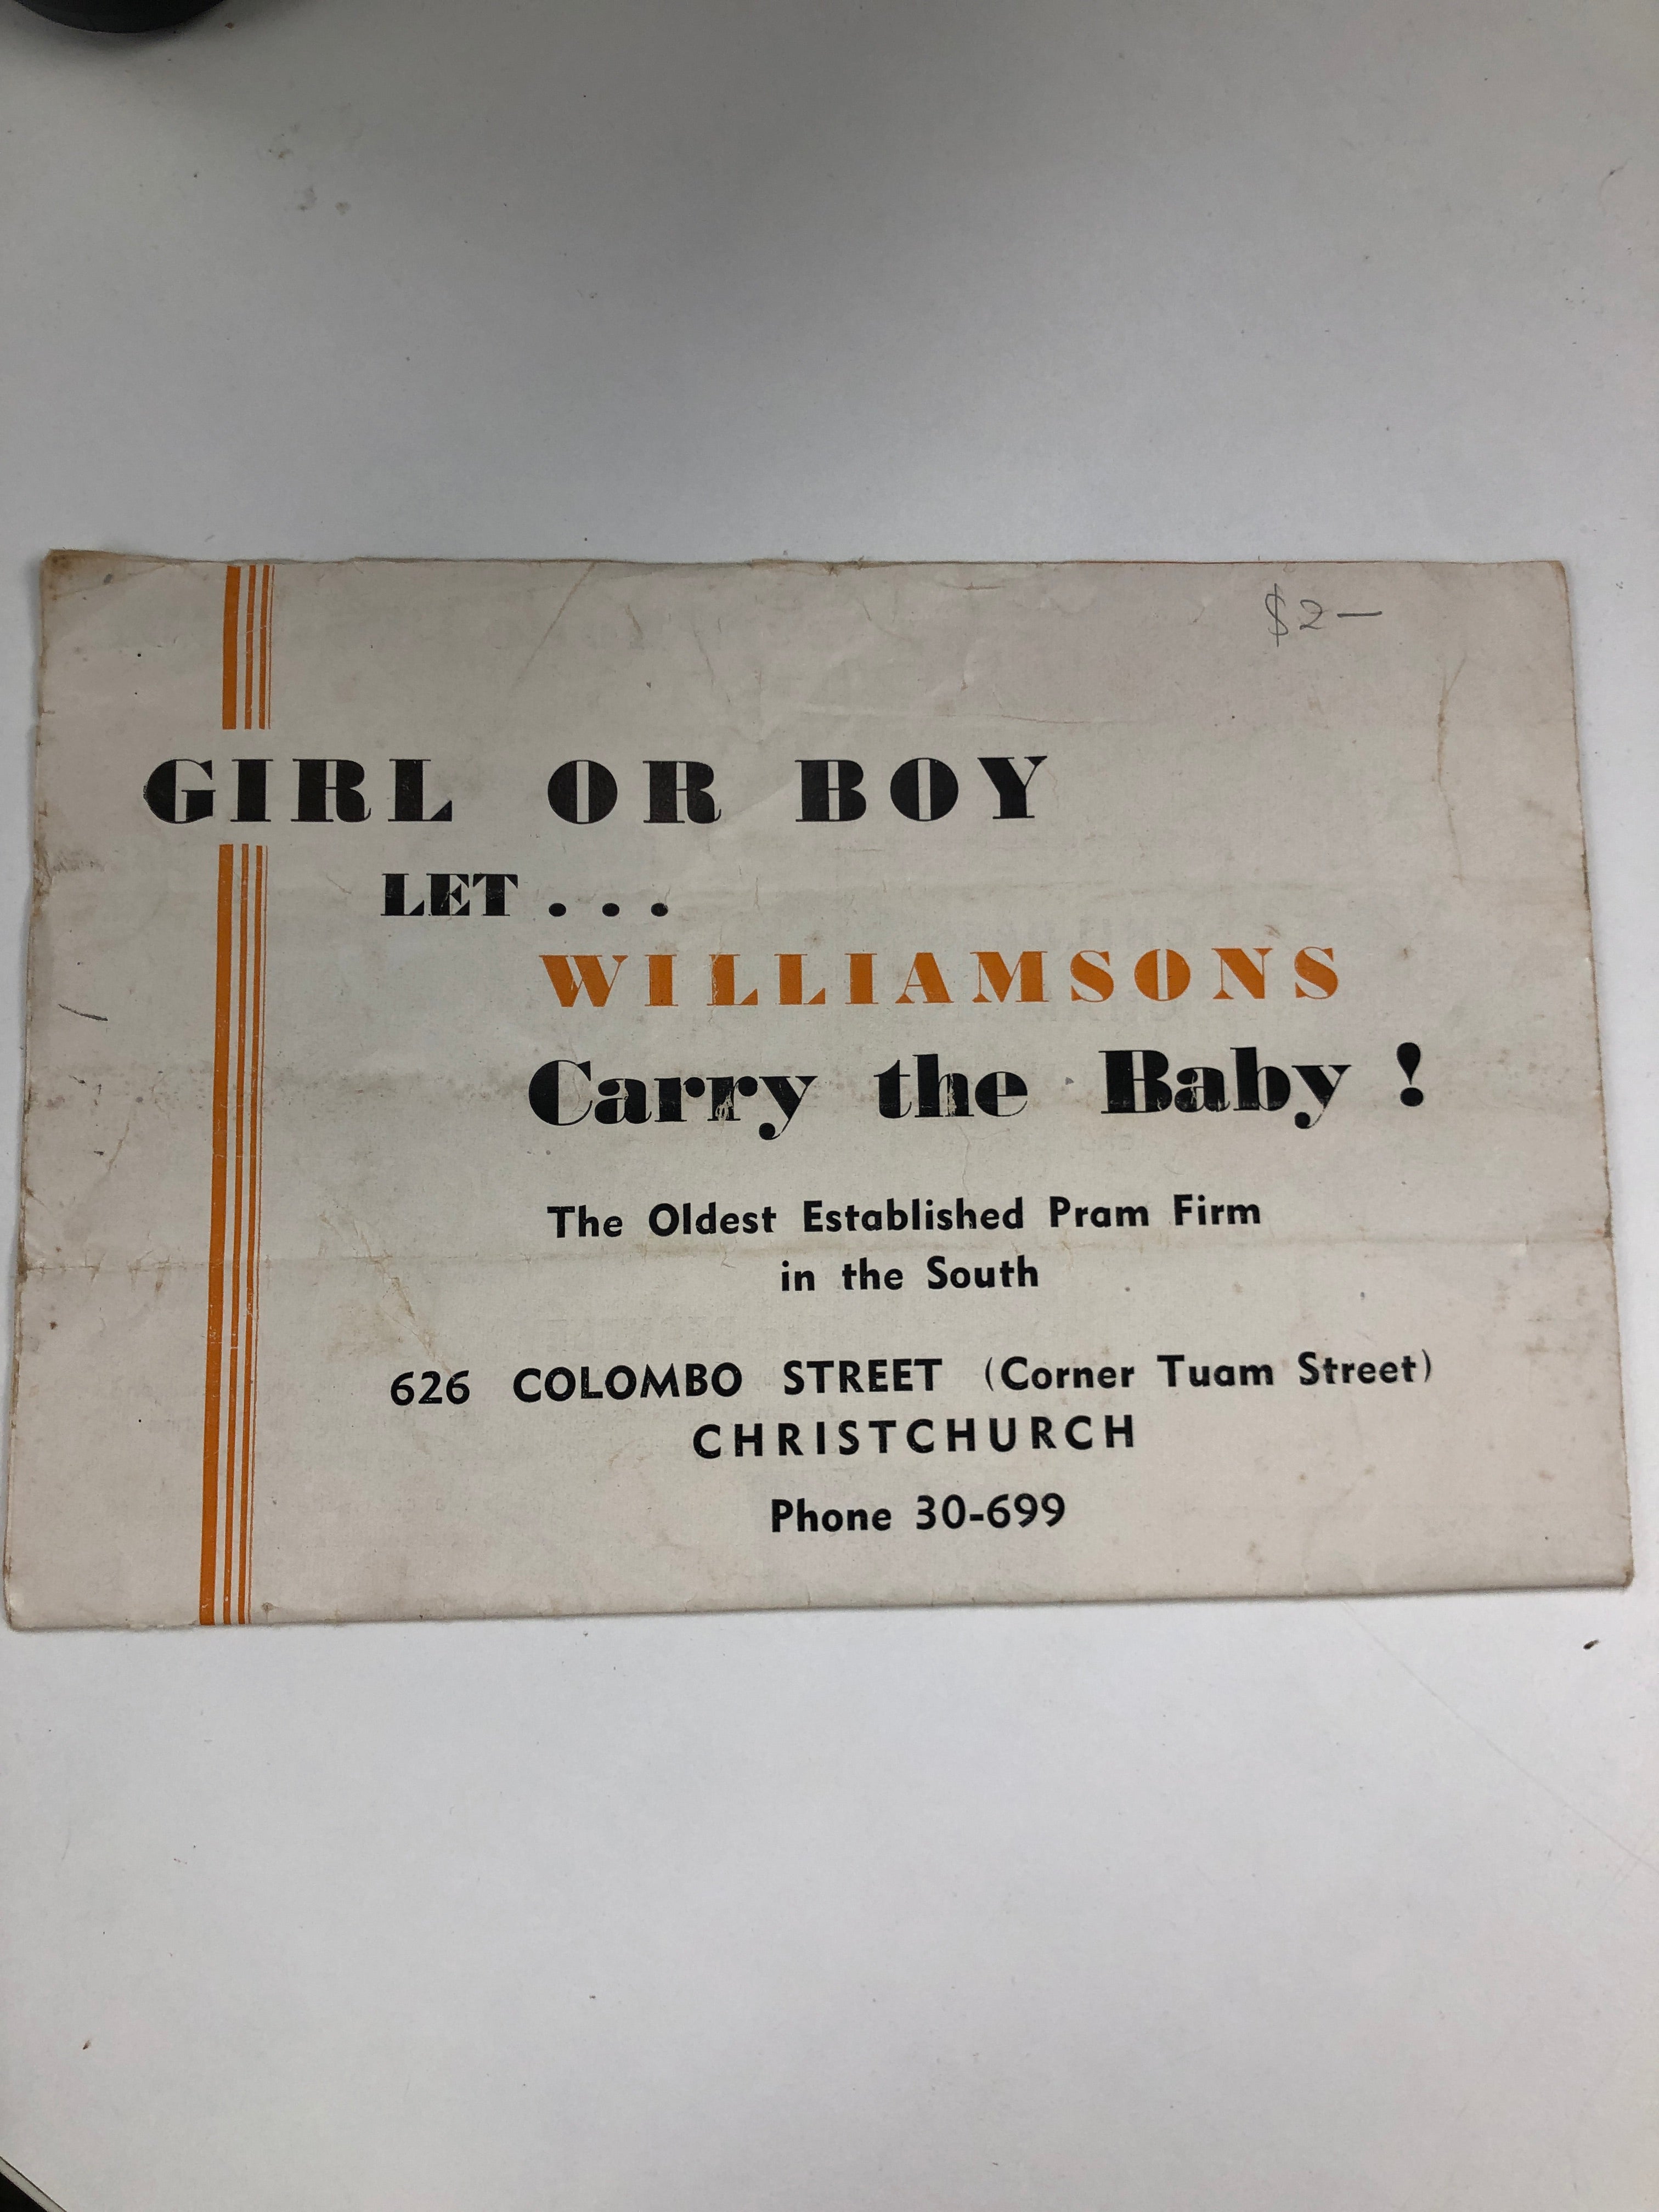 $2—
GIRL OR BOY
LET . . .
WILLIAMSONS
Carry the Baby !
The Oldest Established Pram Firm
in the South
626 COLOMBO STREET (Corner Tuam Street)
CHRISTCHURCH
Phone 30-699